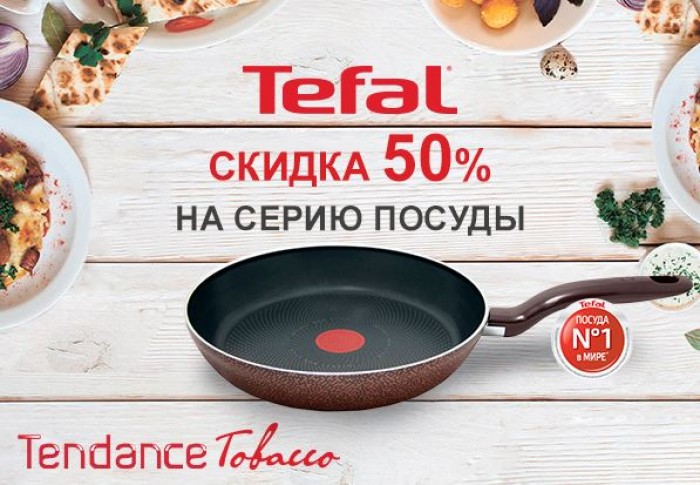 Tefal
СКИДКА 50%
НА СЕРИЮ ПОСУДЫ
Tefal
ПОСУДА
№1
В МИРЕ*
Tendance Tobacco